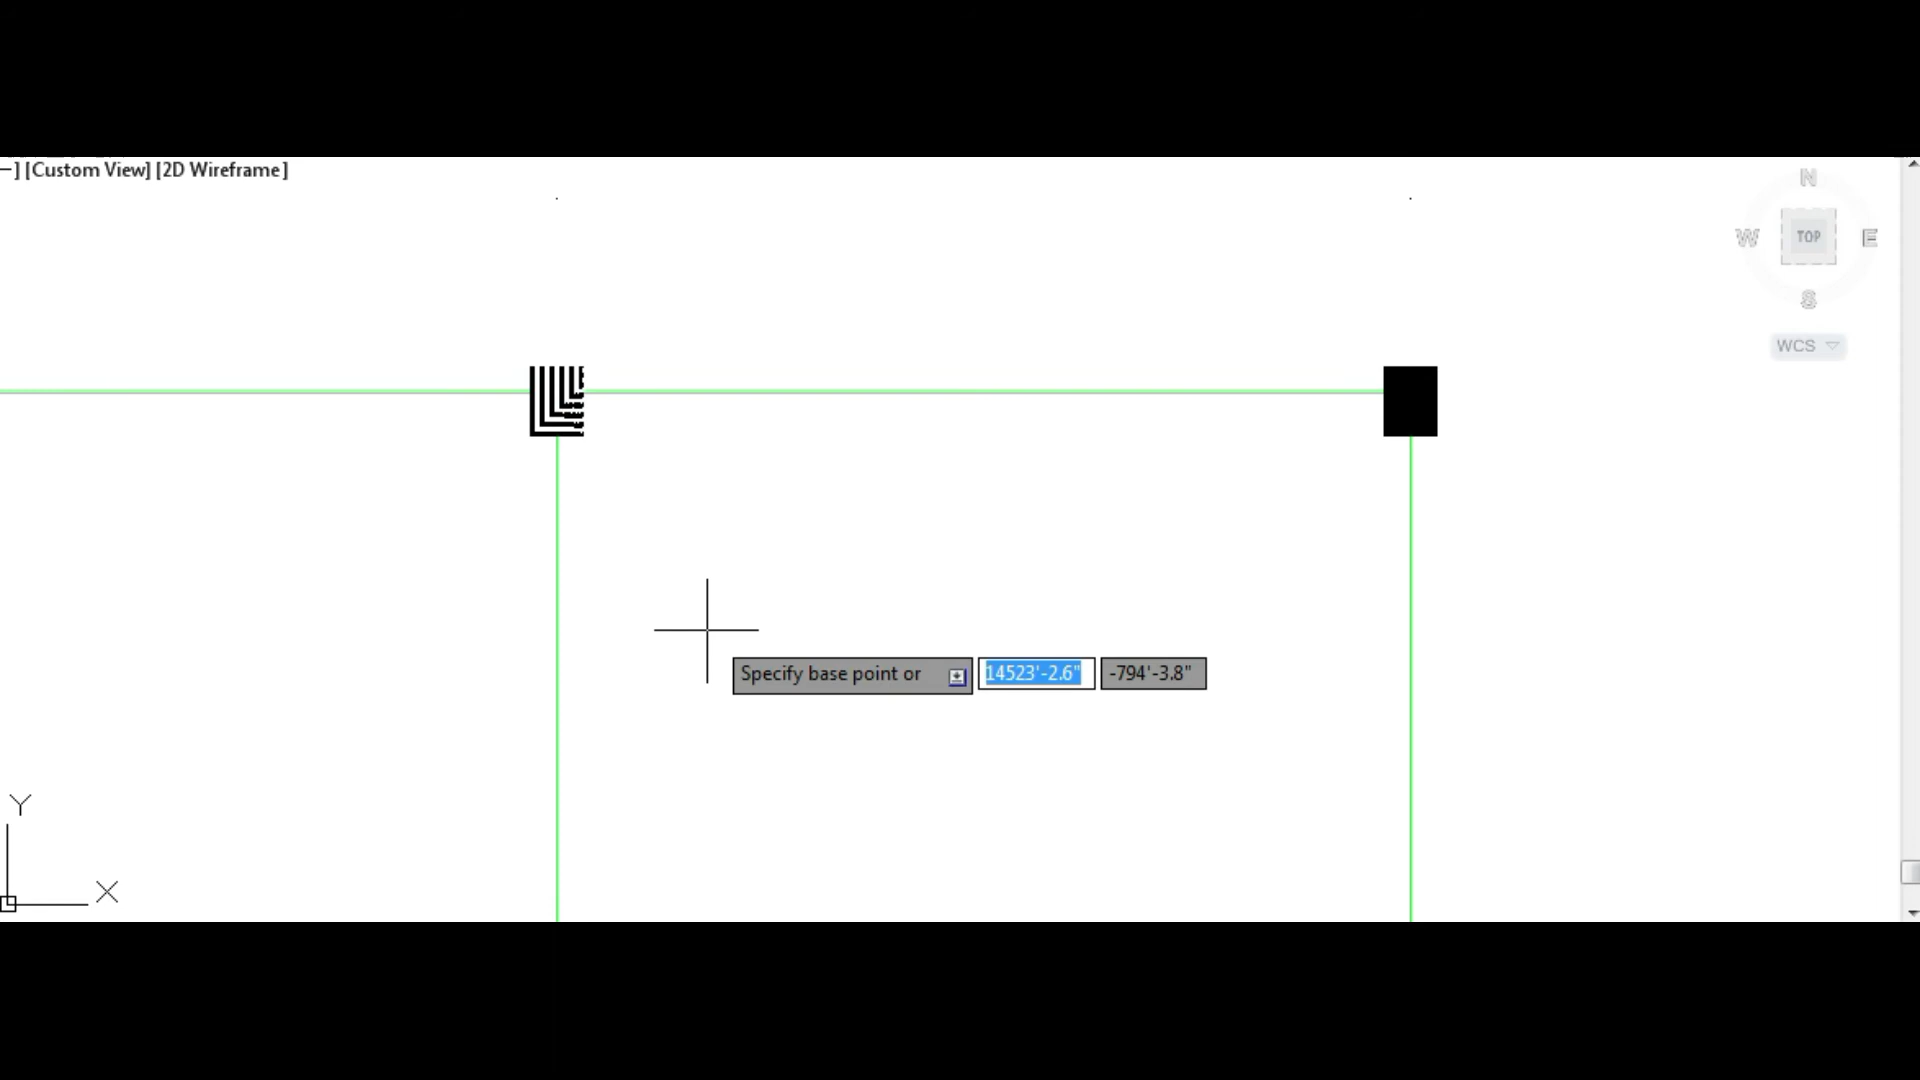 —] [Custom View] [2D Wireframe]
N
W TOP E
S
WCS
Specify base point or 14523'-2.6" -794'-3.8"
Y
X